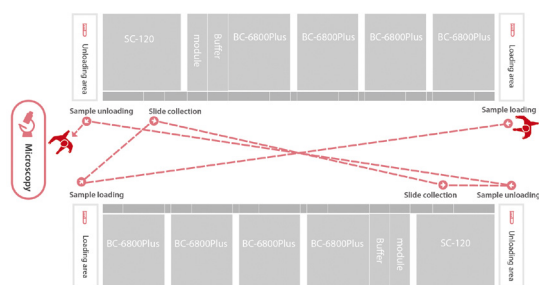 Unloading area
SC-120
module
Buffer
BC-6800Plus
BC-6800Plus
BC-6800Plus
BC-6800Plus
Loading area
Sample unloading
Slide collection
Sample loading
Microscopy
Sample loading
Slide collection
Sample unloading
Loading area
BC-6800Plus
BC-6800Plus
BC-6800Plus
BC-6800Plus
Buffer
module
SC-120
Unloading area